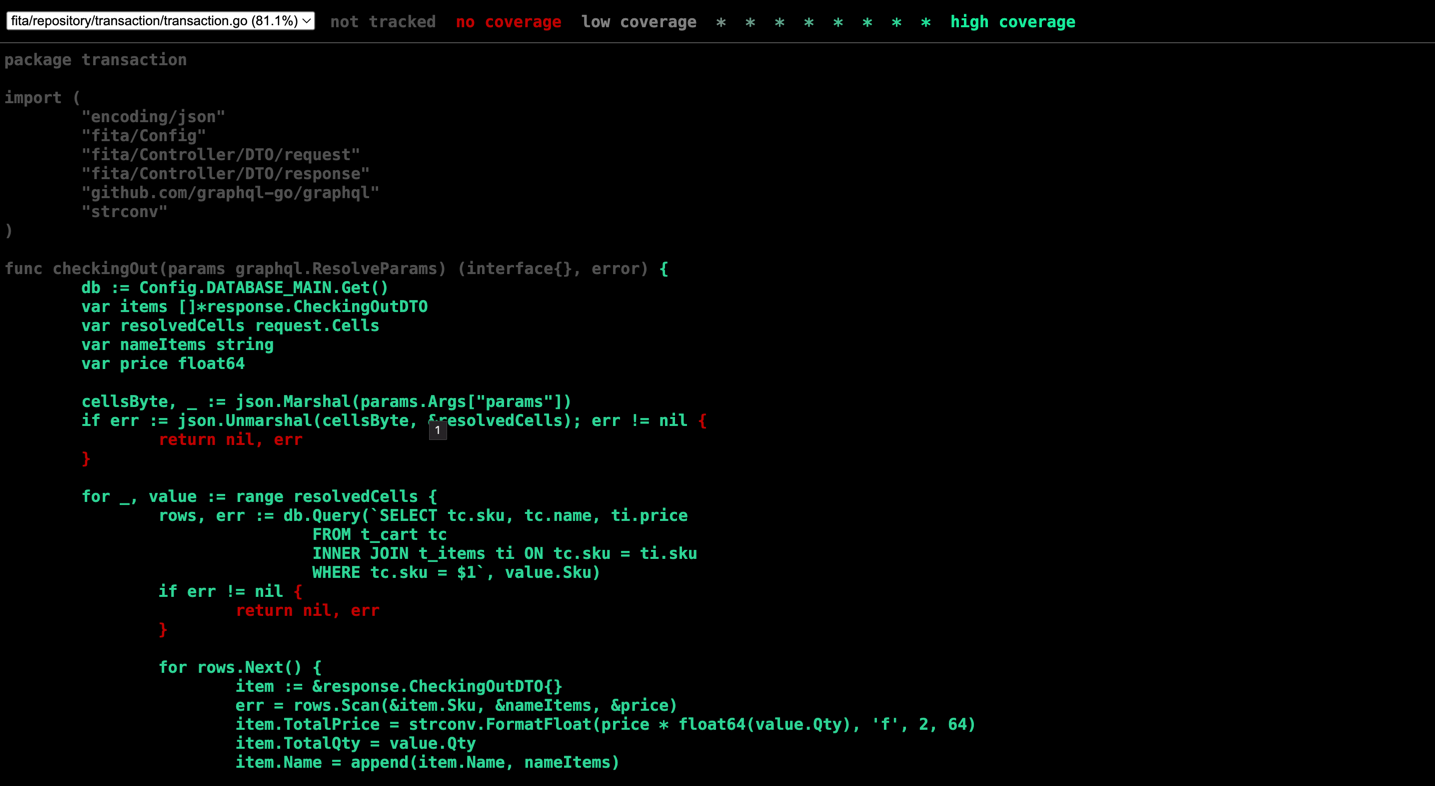 fita/repository/transaction/transaction.go (81.1%) not tracked no coverage low coverage * * * * * * * * high coverage
package transaction
import (
"encoding/json"
"fita/Config"
"fita/Controller/DTO/request"
"fita/Controller/DTO/response"
"github.com/graphql-go/graphql"
"strconv"
)
func checkingOut(params graphql.ResolveParams) (interface{}, error) {
db := Config.DATABASE_MAIN.Get()
var items []*response.CheckingOutDTO
var resolvedCells request.Cells
var nameItems string
var price float64
cellsByte, _ := json.Marshal(params.Args["params"])
if err := json.Unmarshal(cellsByte, &resolvedCells); err != nil {
1
return nil, err
}
for _, value := range resolvedCells {
rows, err := db.Query(`SELECT tc.sku, tc.name, ti.price
FROM t_cart tc
INNER JOIN t_items ti ON tc.sku = ti.sku
WHERE tc.sku = $1`, value.Sku)
if err != nil {
return nil, err
}
for rows.Next() {
item := &response.CheckingOutDTO{}
err = rows.Scan(&item.Sku, &nameItems, &price)
item.TotalPrice = strconv.FormatFloat(price * float64(value.Qty), 'f', 2, 64)
item.TotalQty = value.Qty
item.Name = append(item.Name, nameItems)